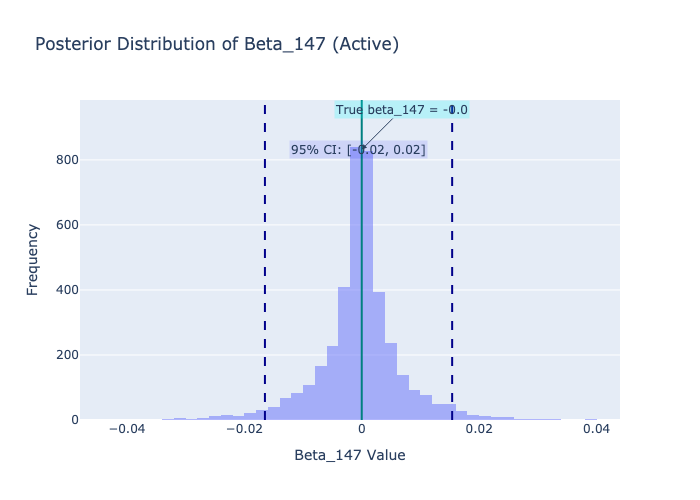 Posterior Distribution of Beta_147 (Active)
True beta_147 = -0.0
95% CI: [-0.02, 0.02]
800
600
400
200
0
Frequency
−0.04
−0.02
0
0.02
0.04
Beta_147 Value